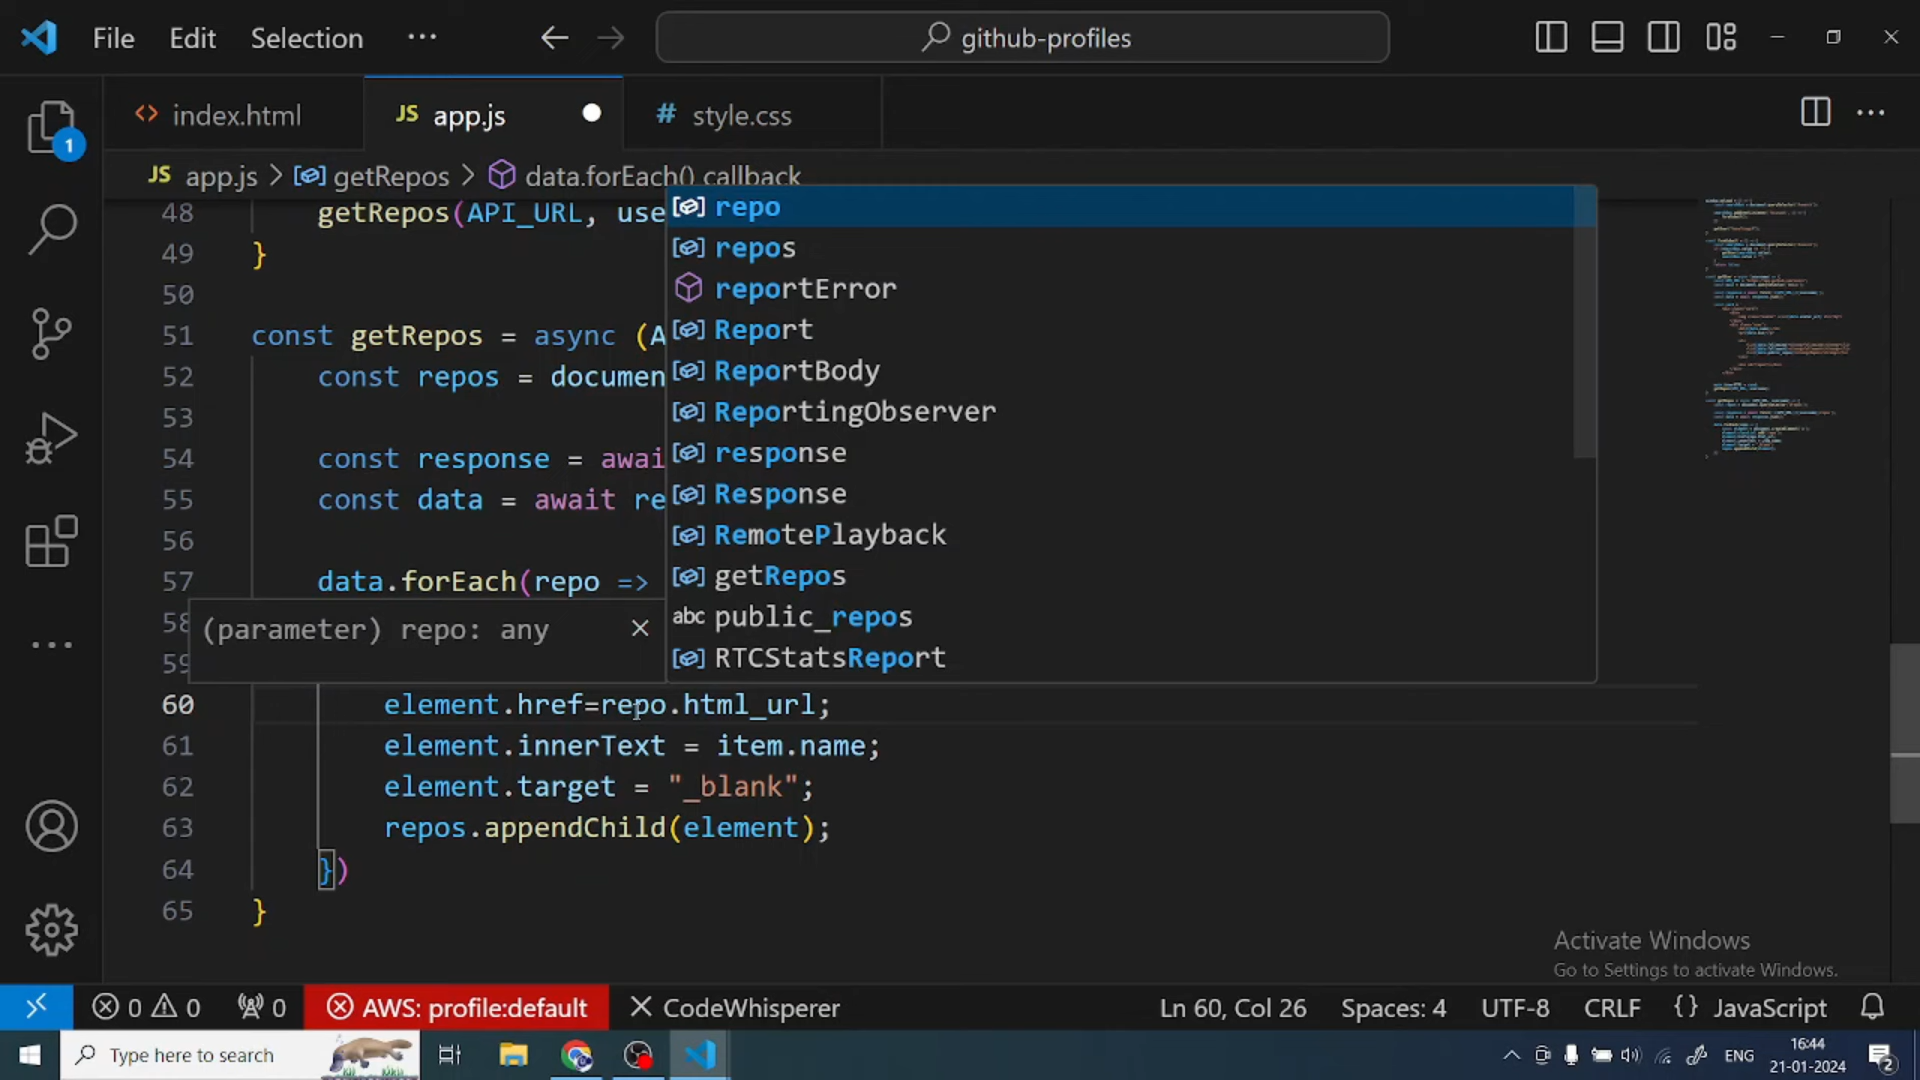 File Edit Selection ··· github-profiles
index.html JS app.js # style.css
1
JS app.js > getRepos > data.forEach() callback
48 getRepos(API_URL, use
49 }
50
51 const getRepos = async (A
52 const repos = documen
53
54 const response = awai
55 const data = await re
56
57 data.forEach(repo =>
58
59
(parameter) repo: any
repo
repos
reportError
Report
ReportBody
ReportingObserver
response
Response
RemotePlayback
getRepos
abc public_repos
RTCStatsReport
60 element.href=repo.html_url;
61 element.innerText = item.name;
62 element.target = "_blank";
63 repos.appendChild(element);
64 })
65 }
Activate Windows
Go to Settings to activate Windows.
0 0 0 AWS: profile:default CodeWhisperer Ln 60, Col 26 Spaces: 4 UTF-8 CRLF {} JavaScript
Type here to search ENG 16:44
21-01-2024 2